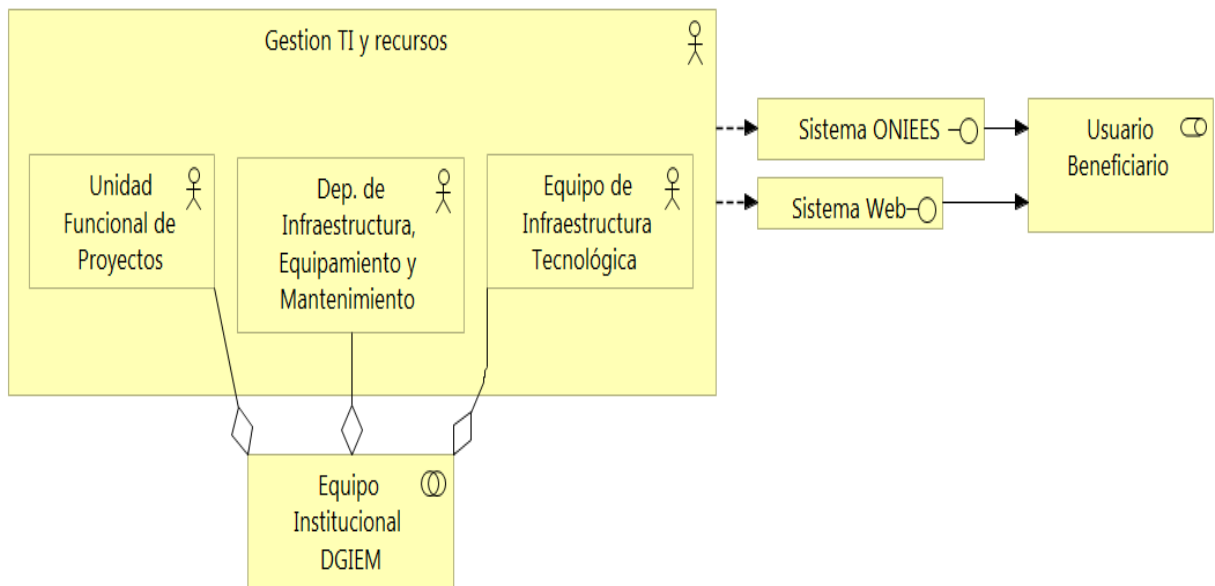 Gestion TI y recursos
Unidad
Funcional de
Proyectos
Dep. de
Infraestructura,
Equipamiento y
Mantenimiento
Equipo de
Infraestructura
Tecnológica
Sistema ONIEES
Sistema Web
Usuario
Beneficiario
Equipo
Institucional
DGIEM